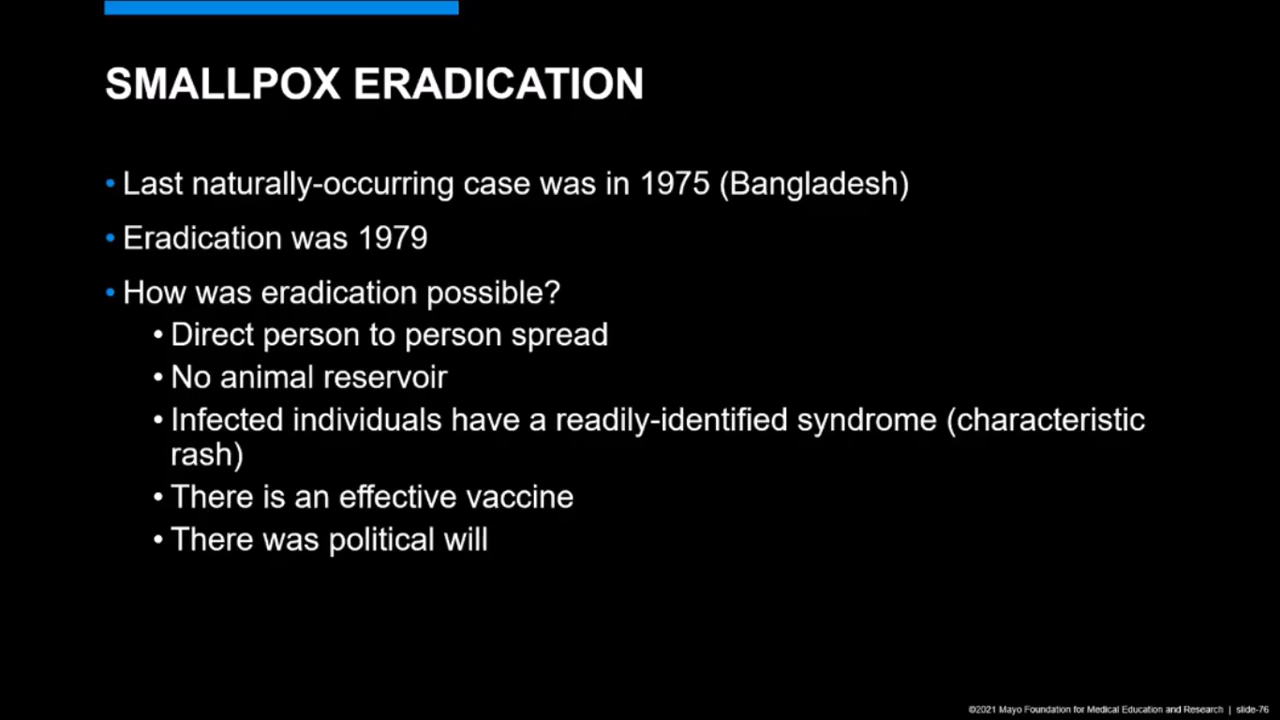 SMALLPOX ERADICATION
• Last naturally-occurring case was in 1975 (Bangladesh)
• Eradication was 1979
• How was eradication possible?
• Direct person to person spread
• No animal reservoir
• Infected individuals have a readily-identified syndrome (characteristic
rash)
• There is an effective vaccine
• There was political will
©2021 Mayo Foundation for Medical Education and Research | slide-76